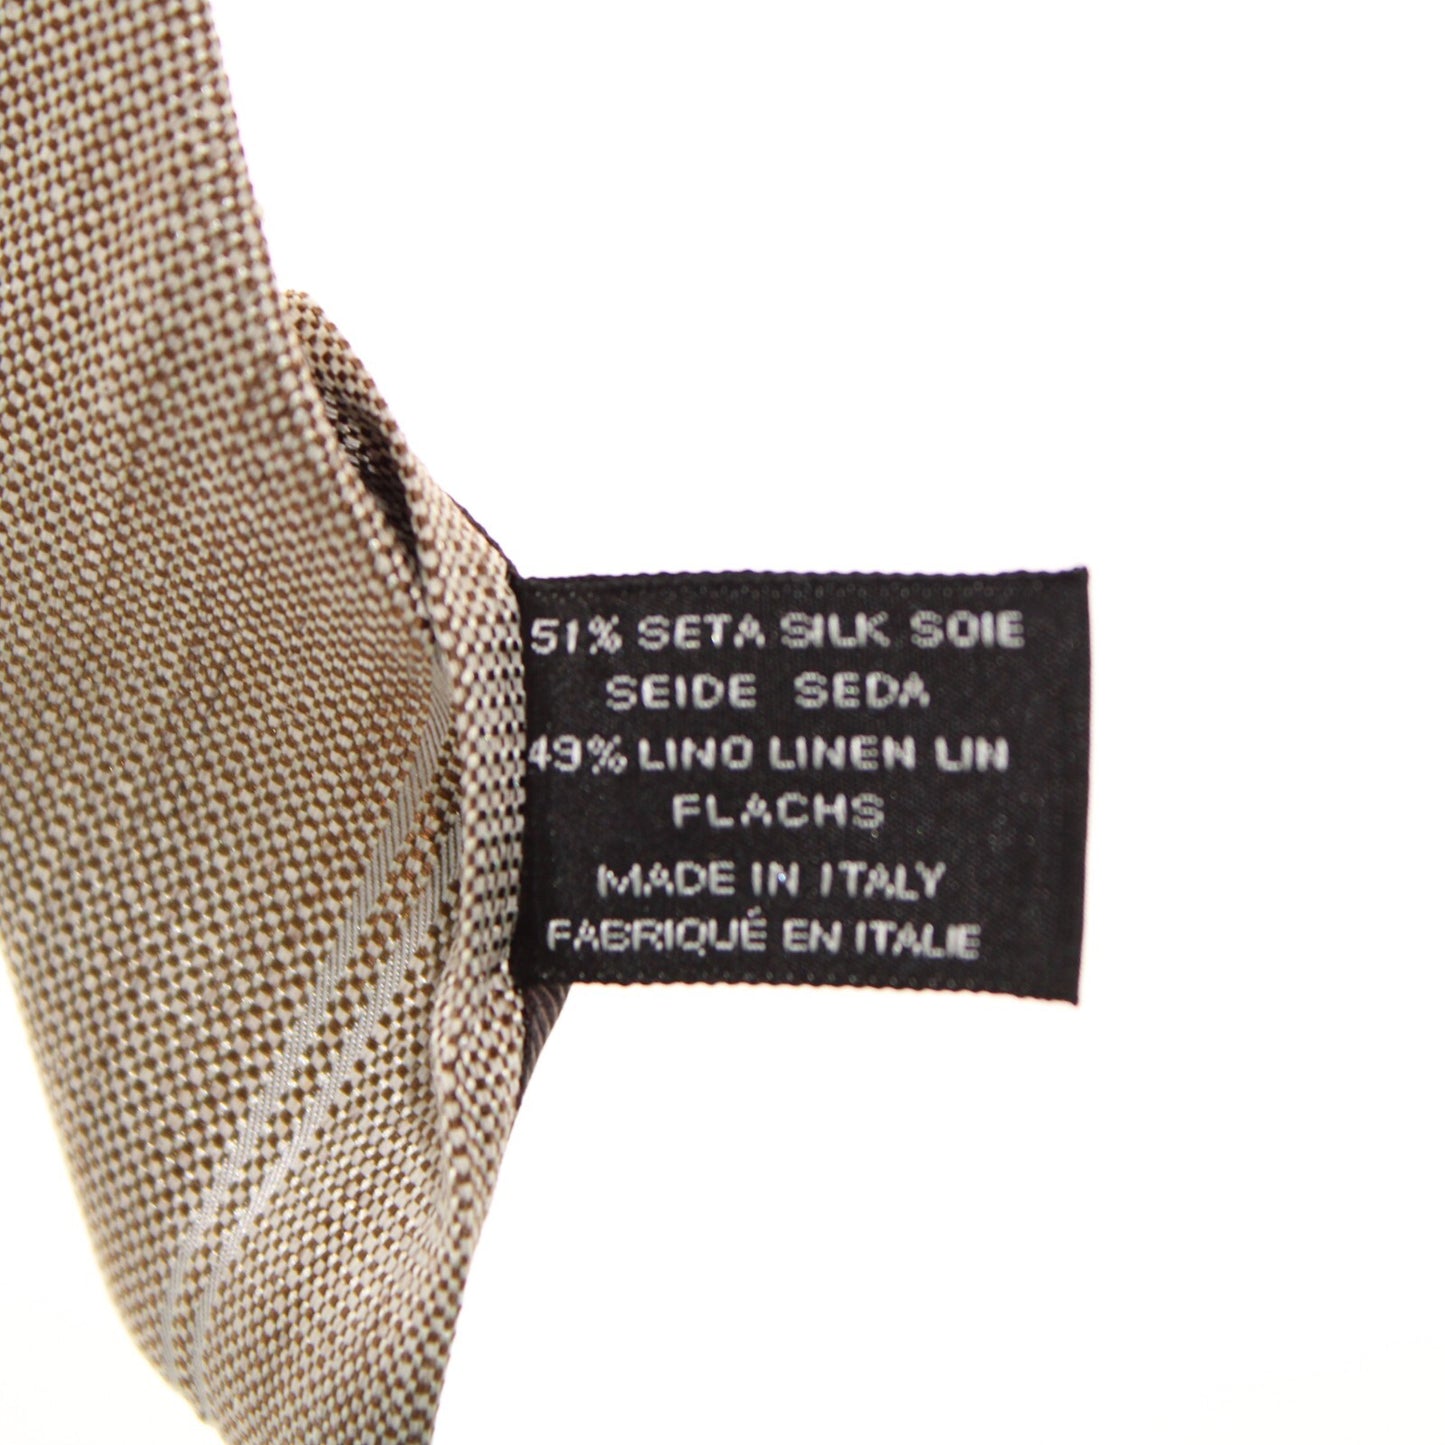 51% SETA SILK SOIE
SEIDE SEDA
49% LINO LINEN LIN
FLACHS
MADE IN ITALY
FABRIQUÉ EN ITALIE